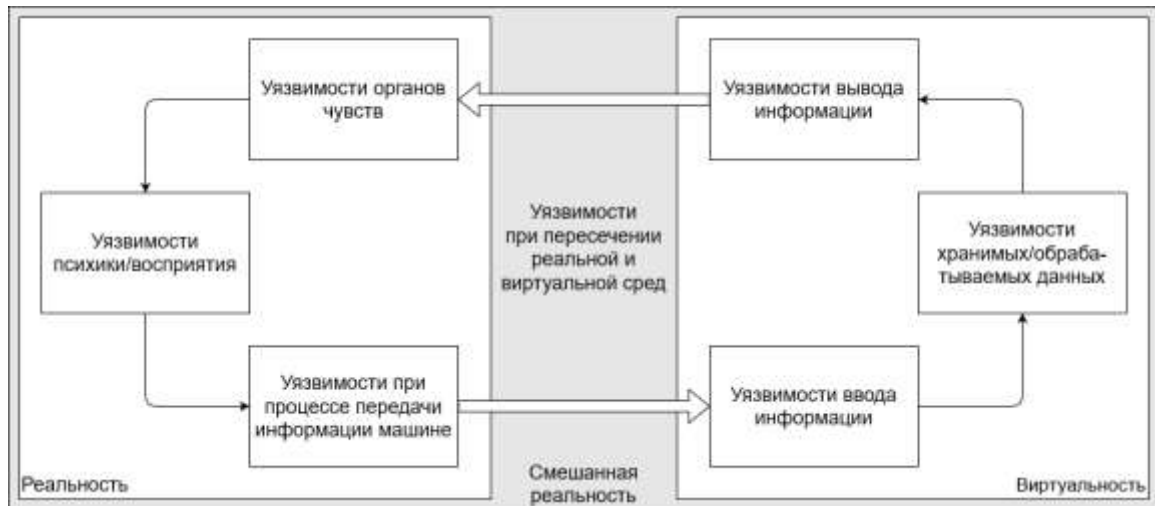 Уязвимости органов
чувств
Уязвимости вывода
информации
Уязвимости
психики/восприятия
Уязвимости
при пересечении
реальной и
виртуальной сред
Уязвимости
хранимых/обраба-
тываемых данных
Уязвимости при
процессе передачи
информации машине
Уязвимости ввода
информации
Реальность
Смешанная
реальность
Виртуальность